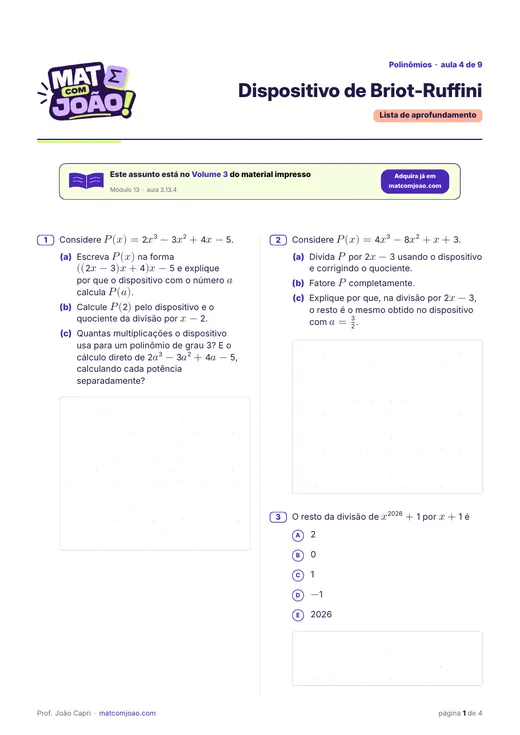 MAT Σ
COM
JOÃO!
Polinômios · aula 4 de 9
Dispositivo de Briot-Ruffini
Lista de aprofundamento
Este assunto está no Volume 3 do material impresso
Módulo 13 · aula 3.13.4
Adquira já em
matcomjoao.com
1 Considere P(x) = 2x³ − 3x² + 4x − 5.
(a) Escreva P(x) na forma
((2x − 3)x + 4)x − 5 e explique
por que o dispositivo com o número a
calcula P(a).
(b) Calcule P(2) pelo dispositivo e o
quociente da divisão por x − 2.
(c) Quantas multiplicações o dispositivo
usa para um polinômio de grau 3? E o
cálculo direto de 2a³ − 3a² + 4a − 5,
calculando cada potência
separadamente?
2 Considere P(x) = 4x³ − 8x² + x + 3.
(a) Divida P por 2x − 3 usando o dispositivo
e corrigindo o quociente.
(b) Fatore P completamente.
(c) Explique por que, na divisão por 2x − 3,
o resto é o mesmo obtido no dispositivo
com a = 3/2.
3 O resto da divisão de x²⁰²⁶ + 1 por x + 1 é
A 2
B 0
C 1
D −1
E 2026
Prof. João Capri · matcomjoao.com
página 1 de 4